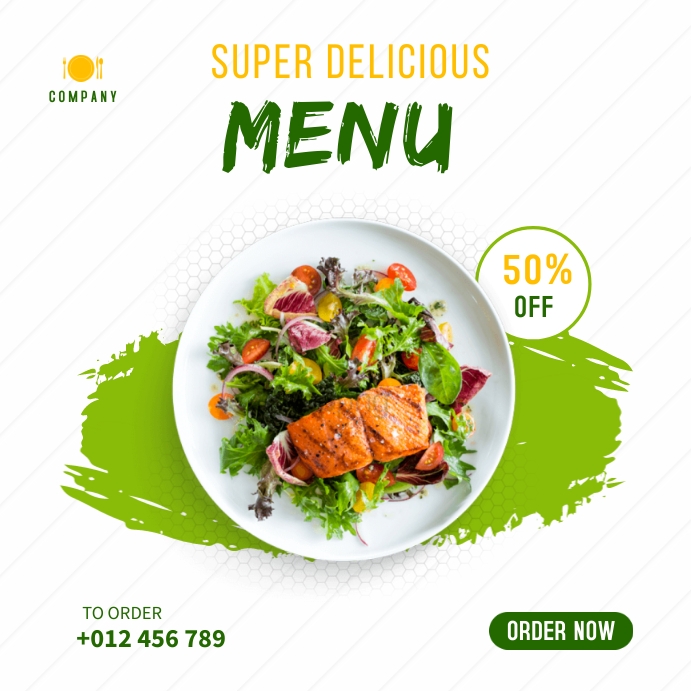 COMPANY
SUPER DELICIOUS
MENU
50%
OFF
TO ORDER
+012 456 789
ORDER NOW